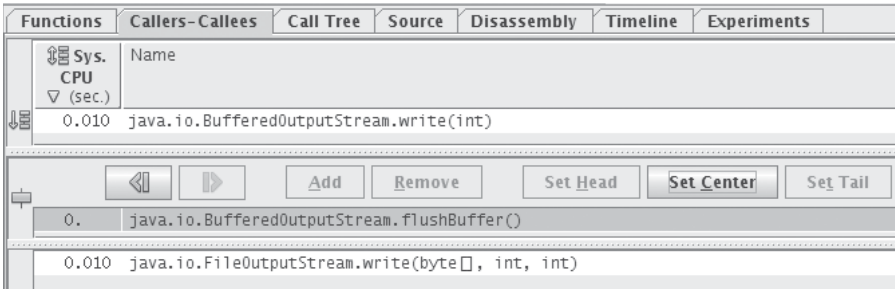 Functions Callers-Callees Call Tree Source Disassembly Timeline Experiments
Sys. Name
CPU
(sec.)
0.010 java.io.BufferedOutputStream.write(int)
Add Remove Set Head Set Center Set Tail
0. java.io.BufferedOutputStream.flushBuffer()
0.010 java.io.FileOutputStream.write(byte[], int, int)